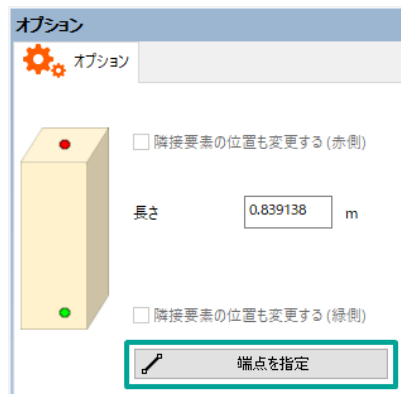 オプション
オプション
隣接要素の位置も変更する(赤側)
長さ 0.839138 m
隣接要素の位置も変更する(緑側)
端点を指定